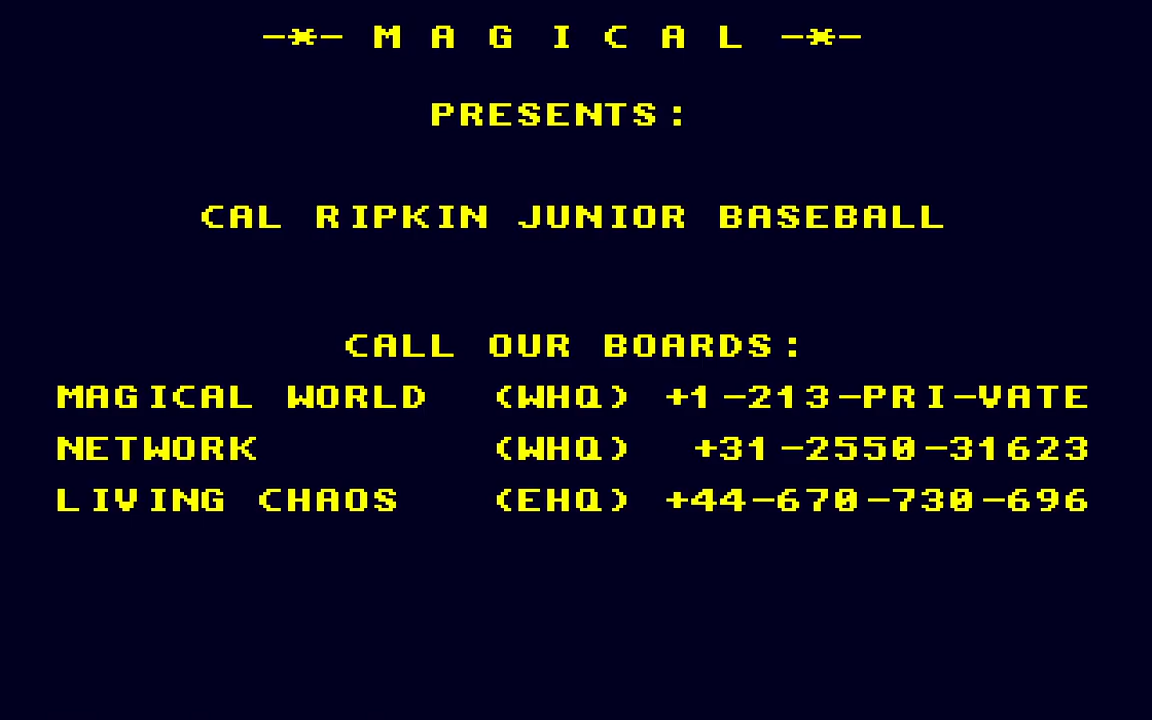 -*- M A G I C A L -*-
PRESENTS:
CAL RIPKIN JUNIOR BASEBALL
CALL OUR BOARDS:
MAGICAL WORLD (WHQ) +1-213-PRI-VATE
NETWORK (WHQ) +31-2550-31623
LIVING CHAOS (EHQ) +44-670-730-696